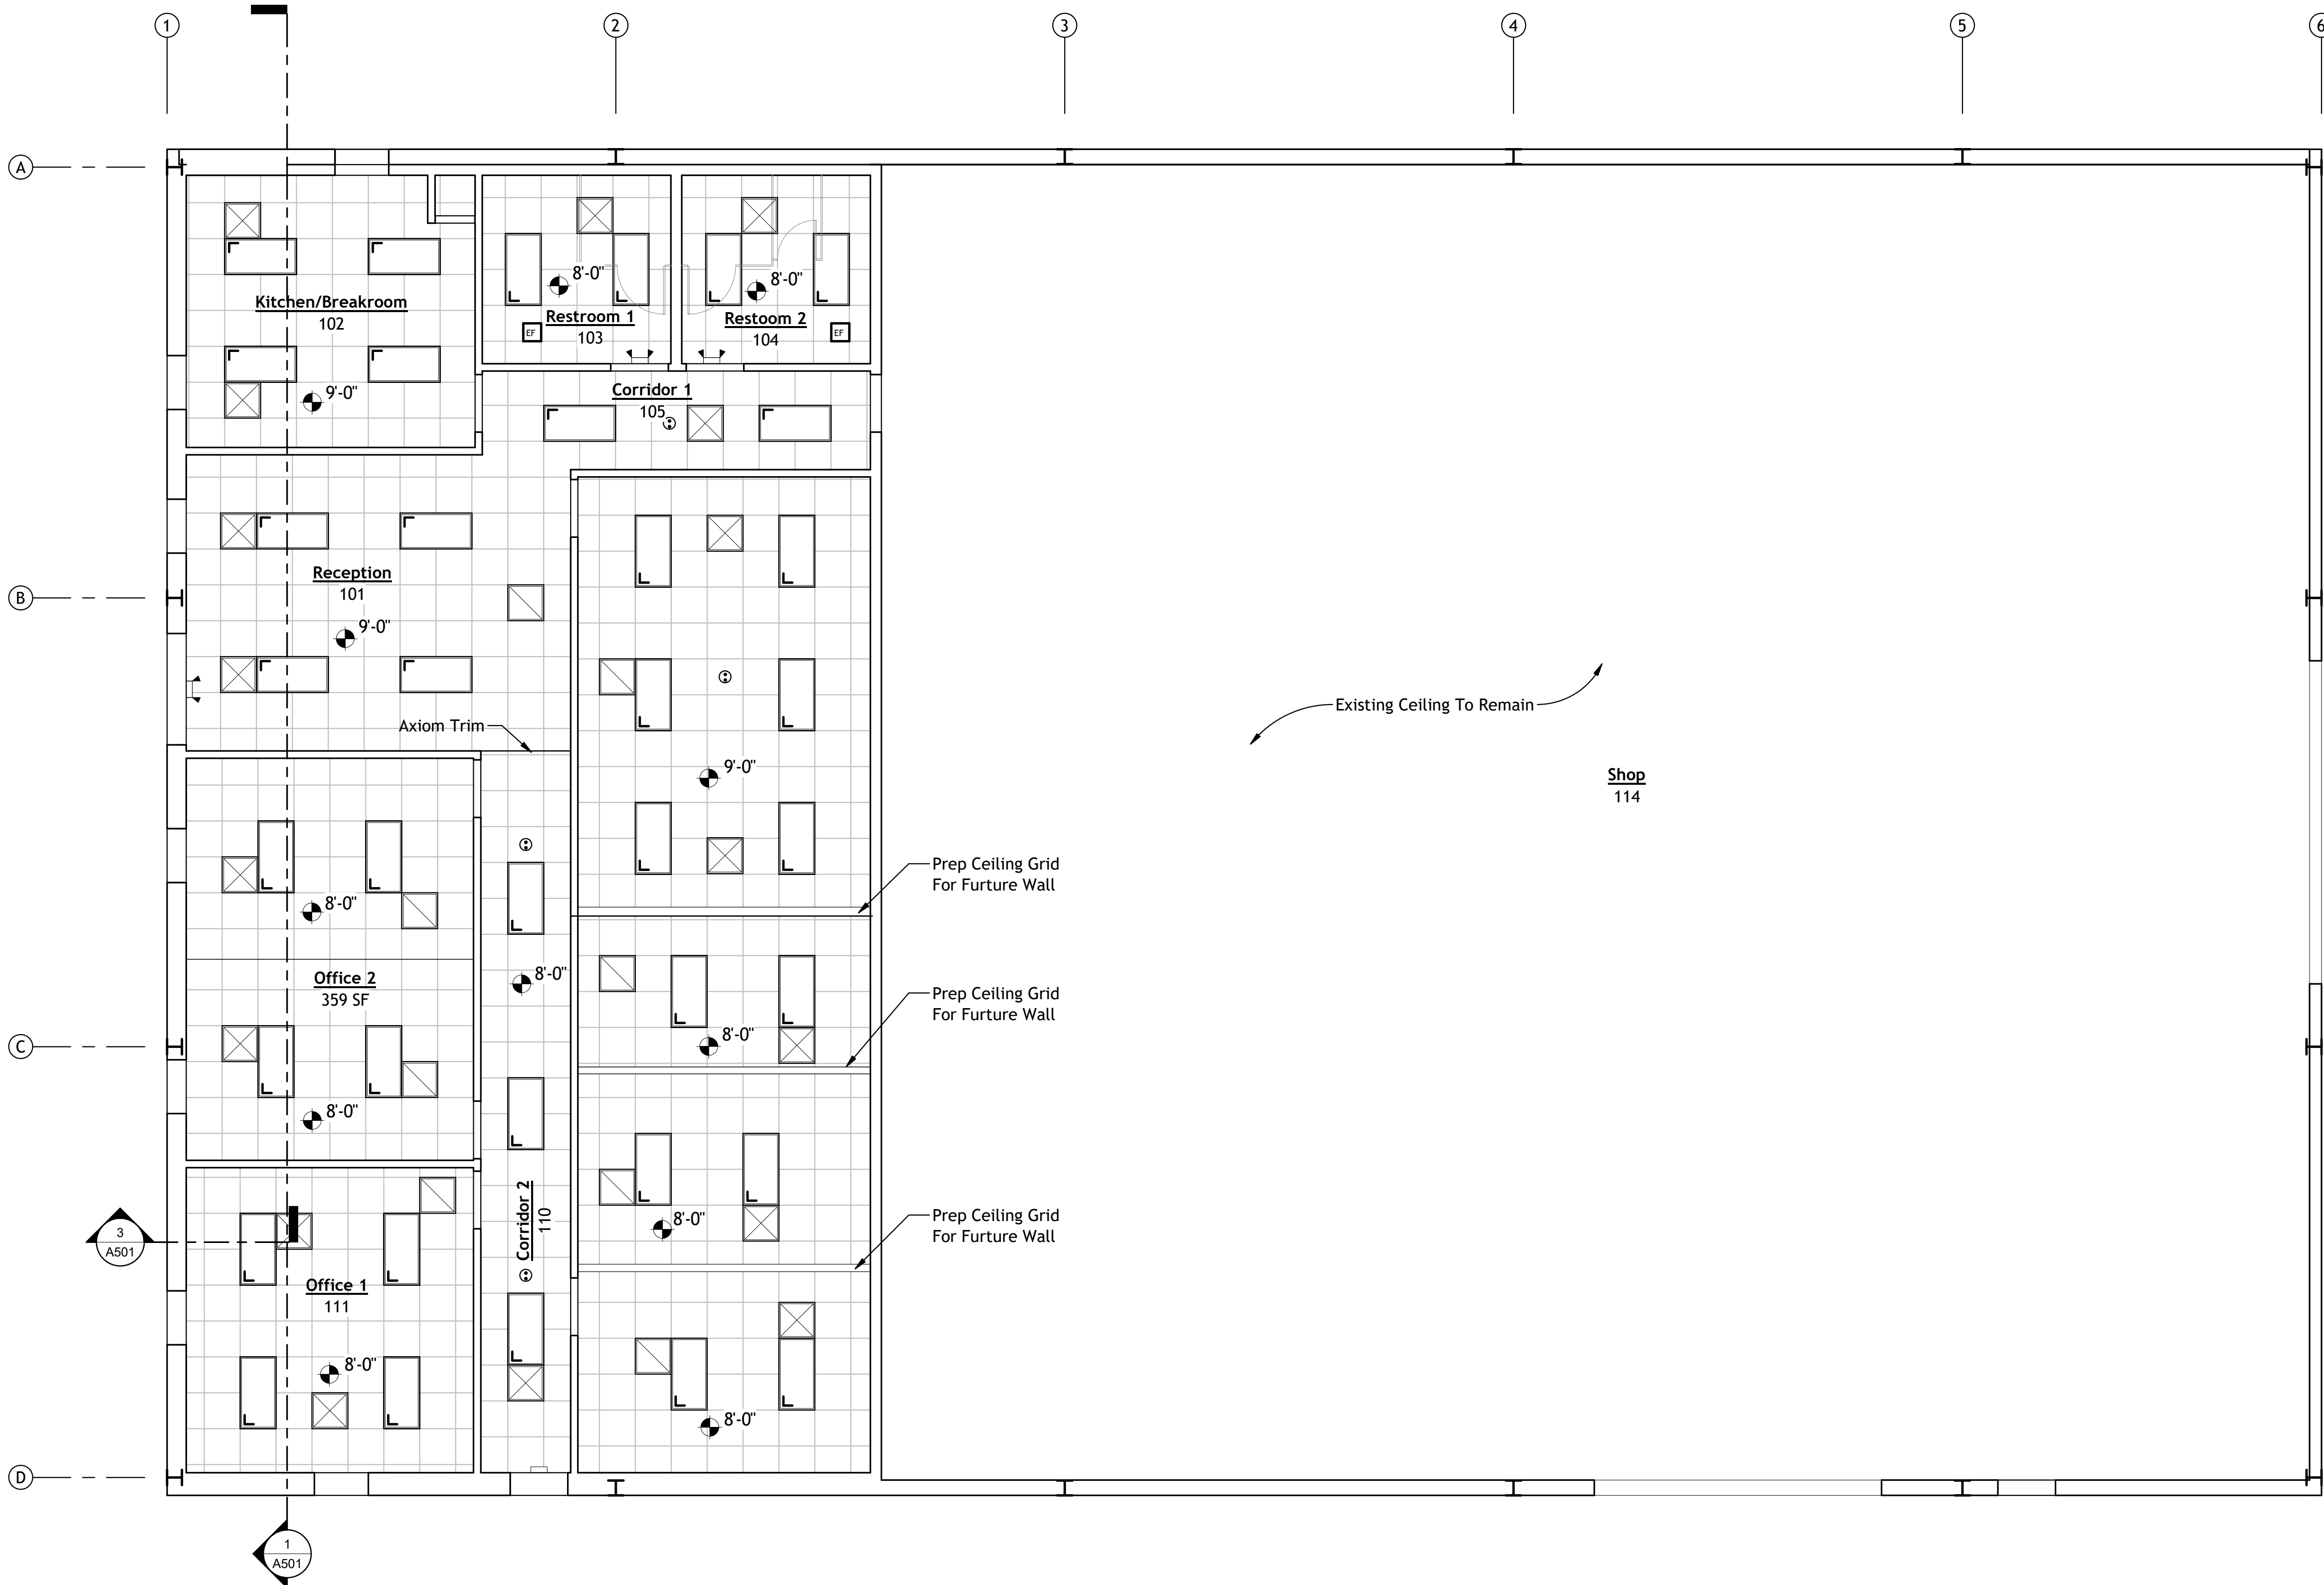 1
2
3
4
5
6
A
B
C
D
Kitchen/Breakroom
102
9'-0"
8'-0"
Restroom 1
103
EF
8'-0"
Restoom 2
104
EF
Corridor 1
105
Reception
101
9'-0"
Axiom Trim
9'-0"
Existing Ceiling To Remain
Shop
114
Prep Ceiling Grid
For Furture Wall
8'-0"
Office 2
359 SF
8'-0"
8'-0"
Prep Ceiling Grid
For Furture Wall
8'-0"
Corridor 2
110
8'-0"
Prep Ceiling Grid
For Furture Wall
3
A501
Office 1
111
8'-0"
8'-0"
1
A501